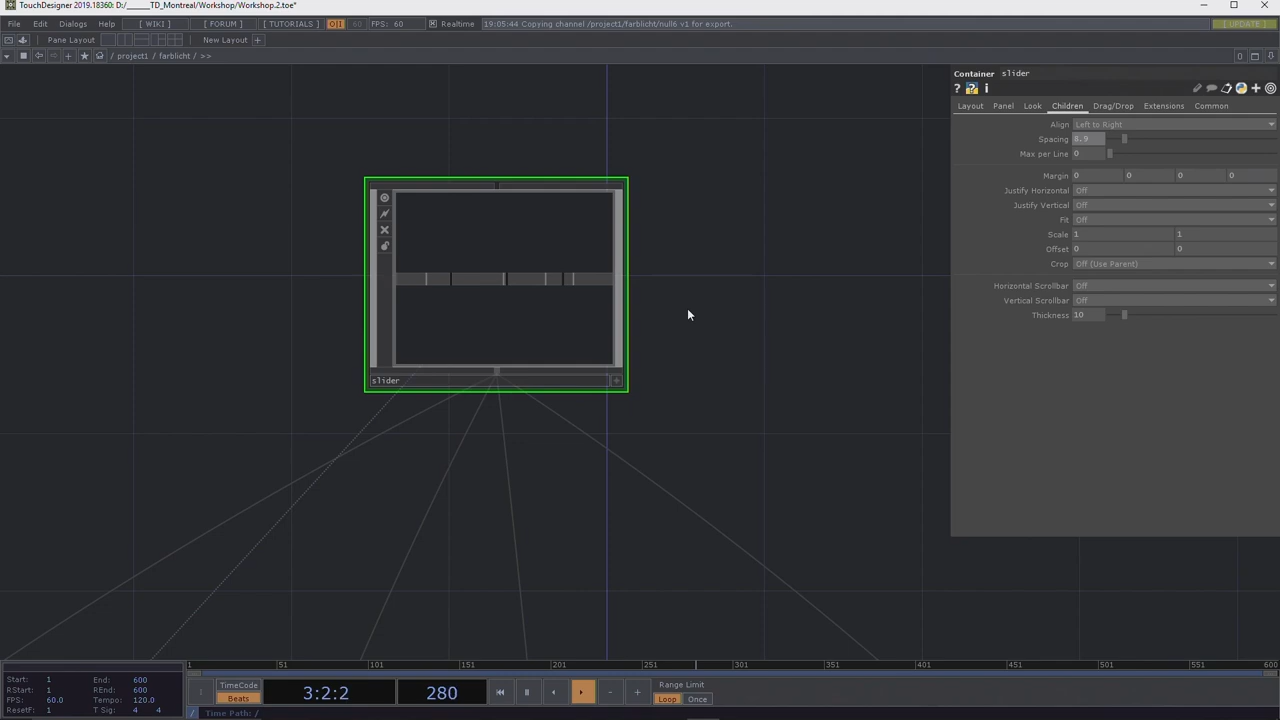 TouchDesigner 2019.18360: D:/______TD_Montreal/Workshop/Workshop.2.toe*
File Edit Dialogs Help [ WIKI ] [ FORUM ] [ TUTORIALS ] O|I 60 FPS: 60 Realtime 19:05:44 Copying channel /project1/farblicht/null6 v1 for export. [ UPDATE ]
Pane Layout New Layout +
/ project1 / farblicht / >> 0
Container slider
? ? i
Layout Panel Look Children Drag/Drop Extensions Common
Align Left to Right
Spacing 8.9
Max per Line 0
Margin 0 0 0 0
Justify Horizontal Off
Justify Vertical Off
Fit Off
Scale 1 1
Offset 0 0
Crop Off (Use Parent)
Horizontal Scrollbar Off
Vertical Scrollbar Off
Thickness 10
slider
1 51 101 151 201 251 301 351 401 451 501 551 600
Start: 1 End: 600
RStart: 1 REnd: 600
FPS: 60.0 Tempo: 120.0
ResetF: 1 T Sig: 4 4
TimeCode
Beats
3:2:2
280
Range Limit
Loop Once
/ Time Path: /